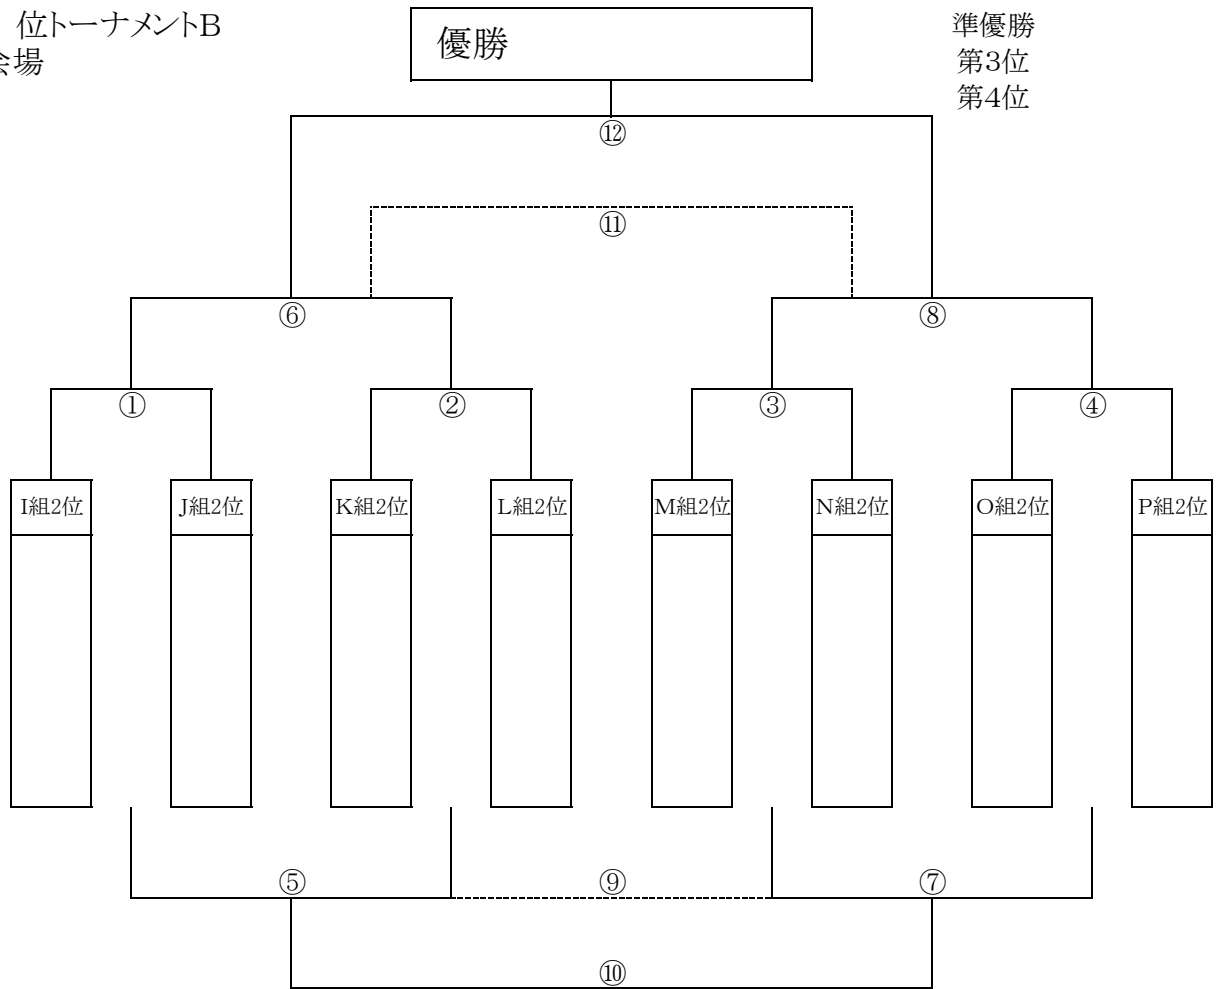 位トーナメントB
会場
優勝
準優勝
第3位
第4位
⑫
⑪
⑥
⑧
①
②
③
④
I組2位
J組2位
K組2位
L組2位
M組2位
N組2位
O組2位
P組2位
⑤
⑨
⑦
⑩